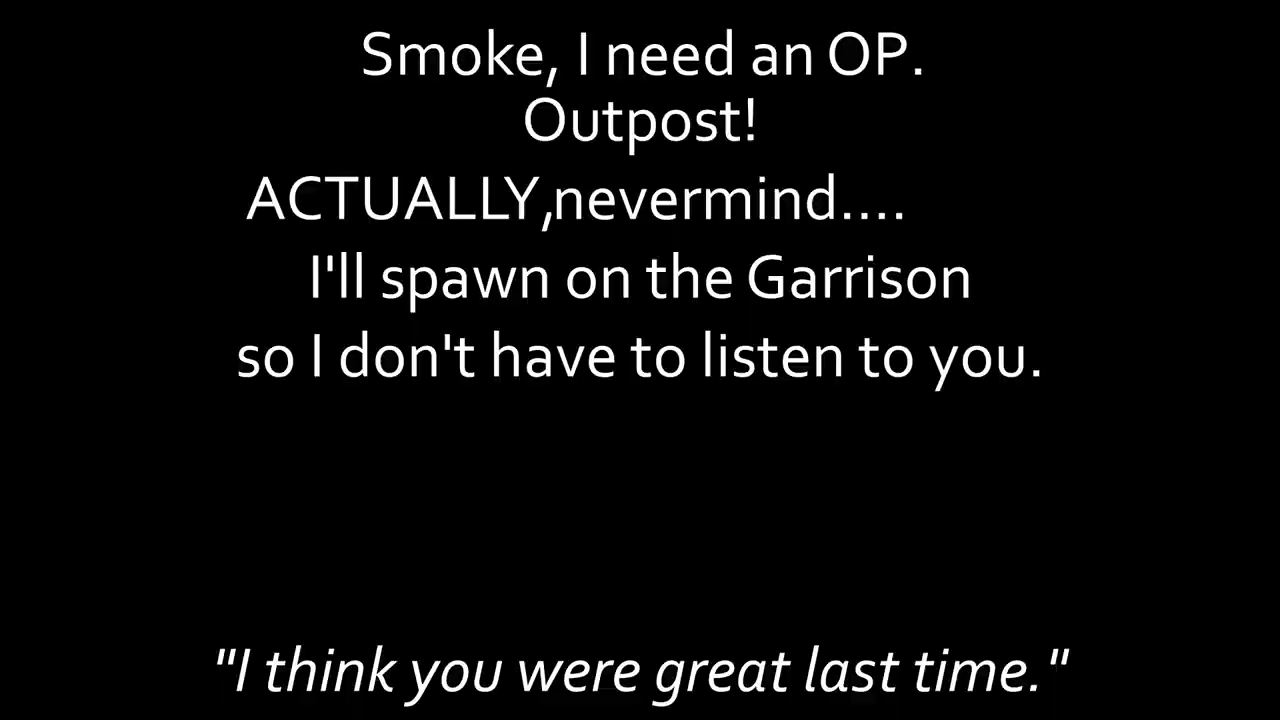 Smoke, I need an OP.
Outpost!
ACTUALLY,nevermind....
I'll spawn on the Garrison
so I don't have to listen to you.
"I think you were great last time."